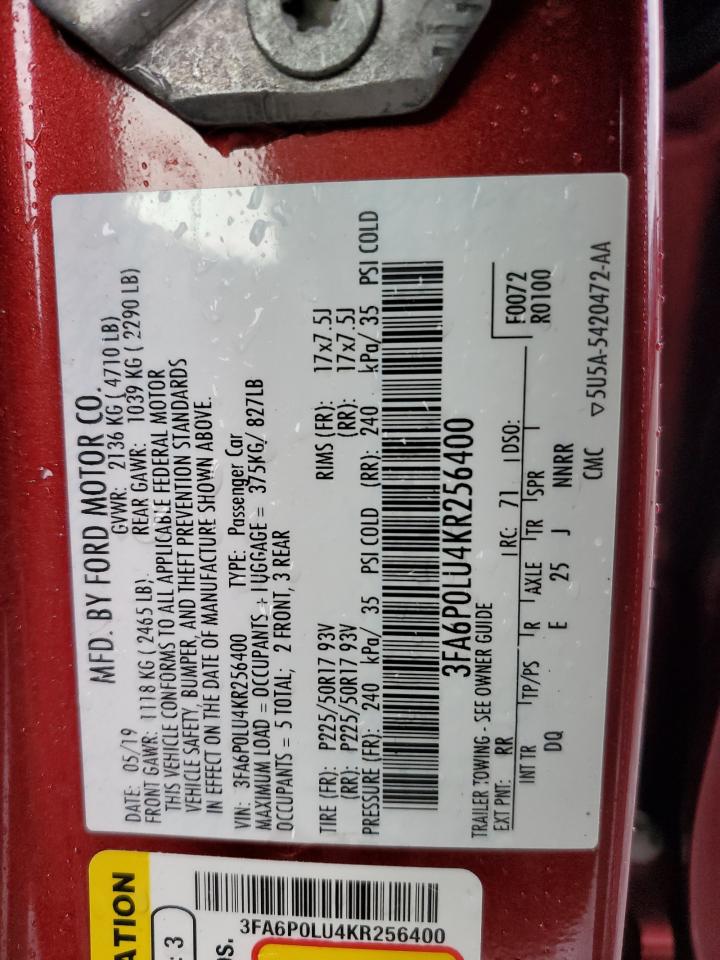 MFD. BY FORD MOTOR CO.
DATE: 05/19 GVWR: 2136 KG ( 4710 LB)
FRONT GAWR: 1118 KG ( 2465 LB). REAR GAWR: 1039 KG ( 2290 LB)
THIS VEHICLE CONFORMS TO ALL APPLICABLE FEDERAL MOTOR
VEHICLE SAFETY, BUMPER, AND THEFT PREVENTION STANDARDS
IN EFFECT ON THE DATE OF MANUFACTURE SHOWN ABOVE.
VIN: 3FA6P0LU4KR256400 TYPE: Passenger Car
MAXIMUM LOAD = OCCUPANTS + LUGGAGE = 375KG/ 827LB
OCCUPANTS = 5 TOTAL; 2 FRONT, 3 REAR
TIRE (FR): P225/50R17 93V RIMS (FR): 17x7.5J
(RR): P225/50R17 93V (RR): 17x7.5J
PRESSURE (FR): 240 kPa/ 35 PSI COLD (RR): 240 kPa/ 35 PSI COLD
3FA6P0LU4KR256400
TRAILER TOWING - SEE OWNER GUIDE
F0072
EXT PNT: RR RC: 71 DSO: R0100
INT TR TP/PS R AXLE TR SPR
DQ E 25 J NNRR
CMC ▽5U5A-5420472-AA
ATION
: 3
os.
3FA6P0LU4KR256400